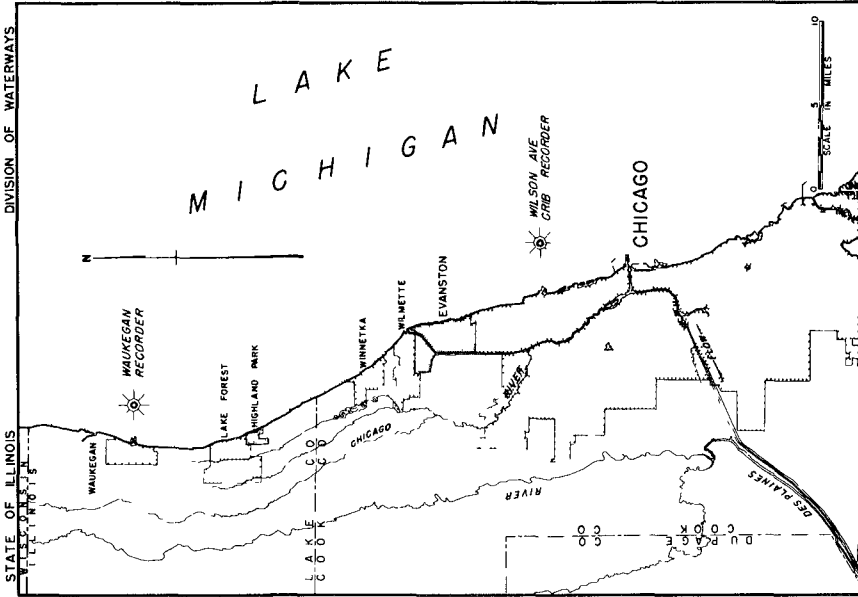 STATE OF ILLINOIS
DIVISION OF WATERWAYS
WISCONSIN
ILLINOIS
LAKE
MICHIGAN
N
WAUKEGAN
RECORDER
WAUKEGAN
LAKE FOREST
HIGHLAND PARK
WINNETKA
WILMETTE
EVANSTON
WILSON AVE
CRIB RECORDER
CHICAGO
LAKE CO
COOK CO
CHICAGO
RIVER
RIVER
DES PLAINES
FLOW
DUPAGE CO
COOK CO
0 5 10
SCALE IN MILES